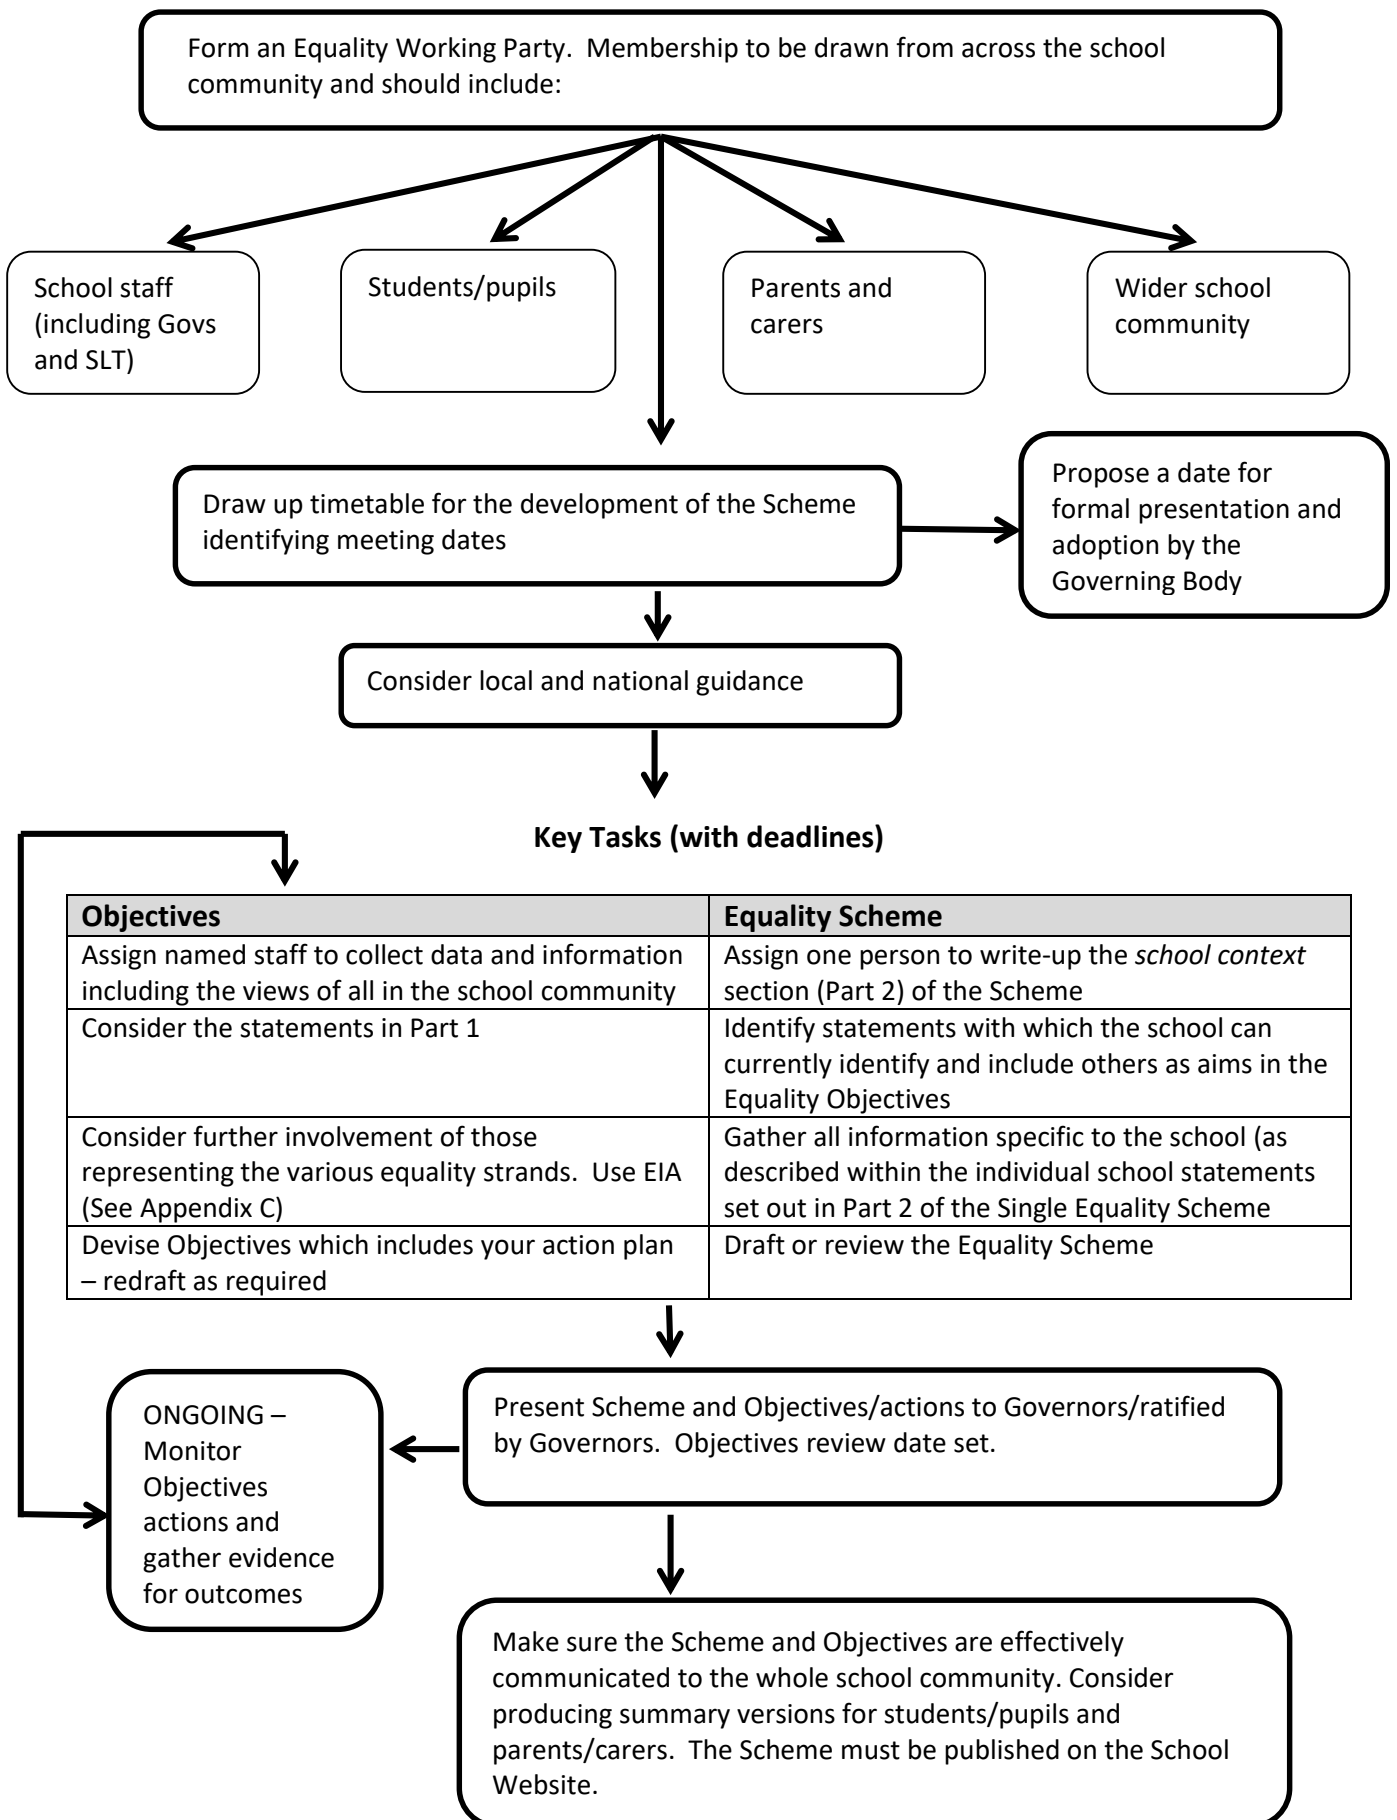 Form an Equality Working Party.  Membership to be drawn from across the school
community and should include:
School staff
(including Govs
and SLT)
Students/pupils
Parents and
carers
Wider school
community
Draw up timetable for the development of the Scheme
identifying meeting dates
Propose a date for
formal presentation and
adoption by the
Governing Body
Consider local and national guidance
Key Tasks (with deadlines)
Objectives
Equality Scheme
Assign named staff to collect data and information
including the views of all in the school community
Assign one person to write-up the school context
section (Part 2) of the Scheme
Consider the statements in Part 1
Identify statements with which the school can
currently identify and include others as aims in the
Equality Objectives
Consider further involvement of those
representing the various equality strands.  Use EIA
(See Appendix C)
Gather all information specific to the school (as
described within the individual school statements
set out in Part 2 of the Single Equality Scheme
Devise Objectives which includes your action plan
– redraft as required
Draft or review the Equality Scheme
Present Scheme and Objectives/actions to Governors/ratified
by Governors.  Objectives review date set.
ONGOING –
Monitor
Objectives
actions and
gather evidence
for outcomes
Make sure the Scheme and Objectives are effectively
communicated to the whole school community. Consider
producing summary versions for students/pupils and
parents/carers.  The Scheme must be published on the School
Website.